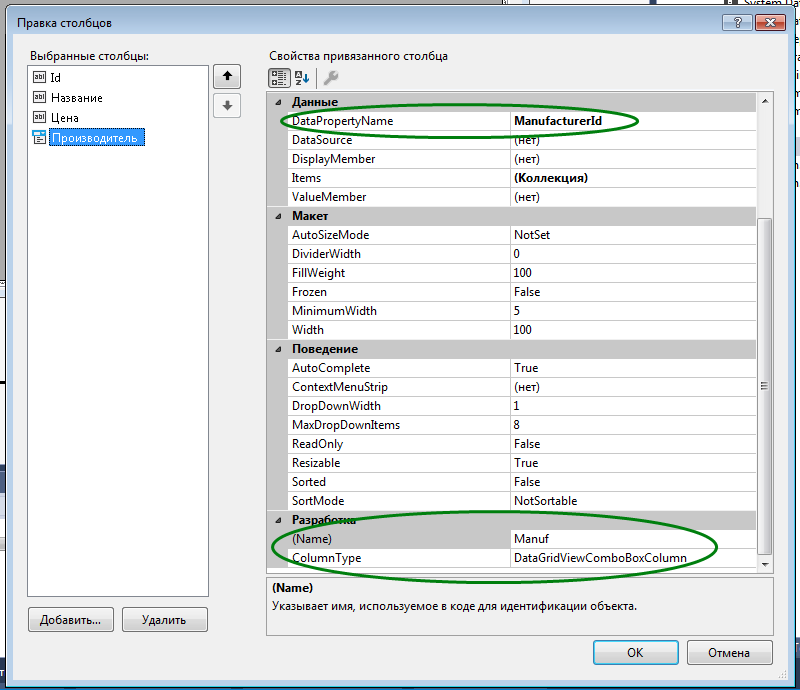 Правка столбцов
Выбранные столбцы:
Id
Название
Цена
Производитель
Добавить...
Удалить
Свойства привязанного столбца
Данные
DataPropertyName ManufacturerId
DataSource (нет)
DisplayMember (нет)
Items (Коллекция)
ValueMember (нет)
Макет
AutoSizeMode NotSet
DividerWidth 0
FillWeight 100
Frozen False
MinimumWidth 5
Width 100
Поведение
AutoComplete True
ContextMenuStrip (нет)
DropDownWidth 1
MaxDropDownItems 8
ReadOnly False
Resizable True
Sorted False
SortMode NotSortable
Разработка
(Name) Manuf
ColumnType DataGridViewComboBoxColumn
(Name)
Указывает имя, используемое в коде для идентификации объекта.
OK
Отмена